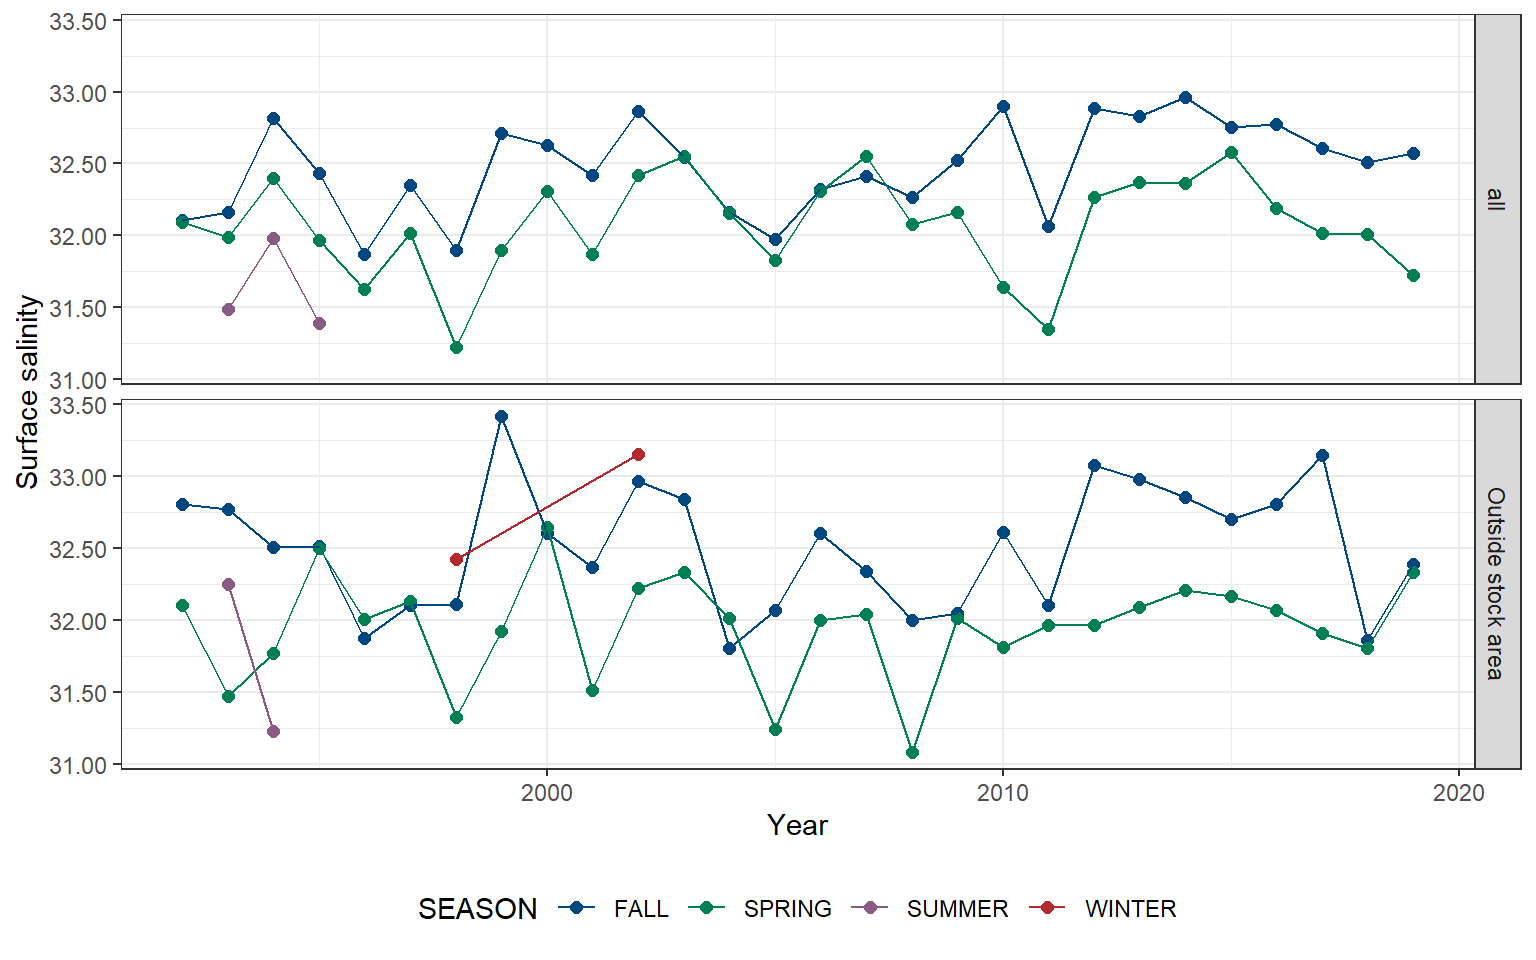 33.50
33.00
32.50
32.00
31.50
31.00
all
33.50
33.00
32.50
32.00
31.50
31.00
Outside stock area
Surface salinity
2000 2010 2020
Year
SEASON FALL SPRING SUMMER WINTER